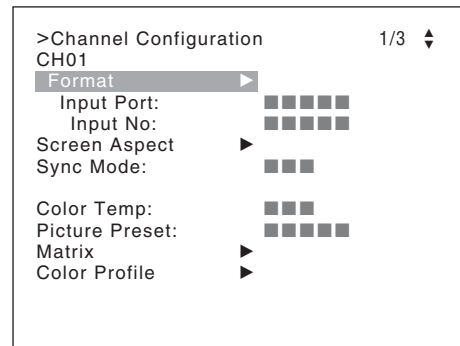 >Channel Configuration 1/3
CH01
Format
Input Port: ■■■■■
Input No: ■■■■■
Screen Aspect
Sync Mode: ■■■
Color Temp: ■■■
Picture Preset: ■■■■■
Matrix
Color Profile